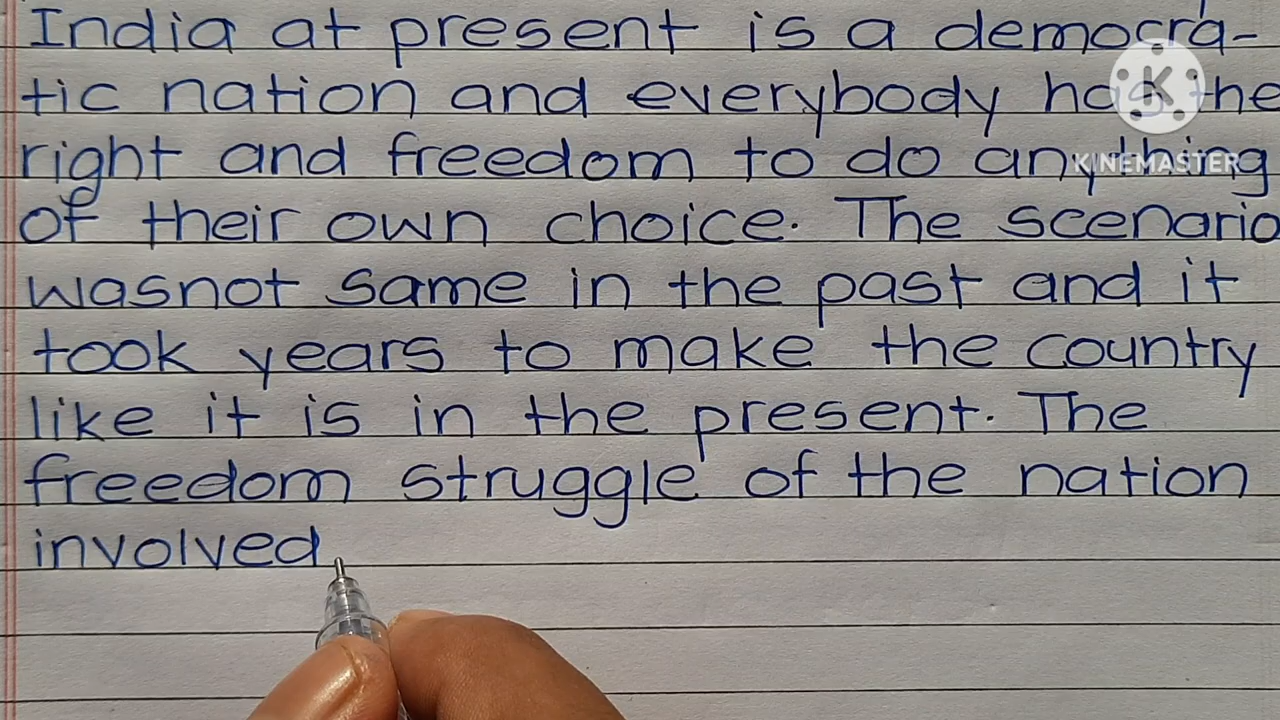 India at present is a democra-
tic nation and everybody has the
right and freedom to do anything
of their own choice. The scenario
wasnot same in the past and it
took years to make the country
like it is in the present. The
freedom struggle of the nation
involved
K
KINEMASTER